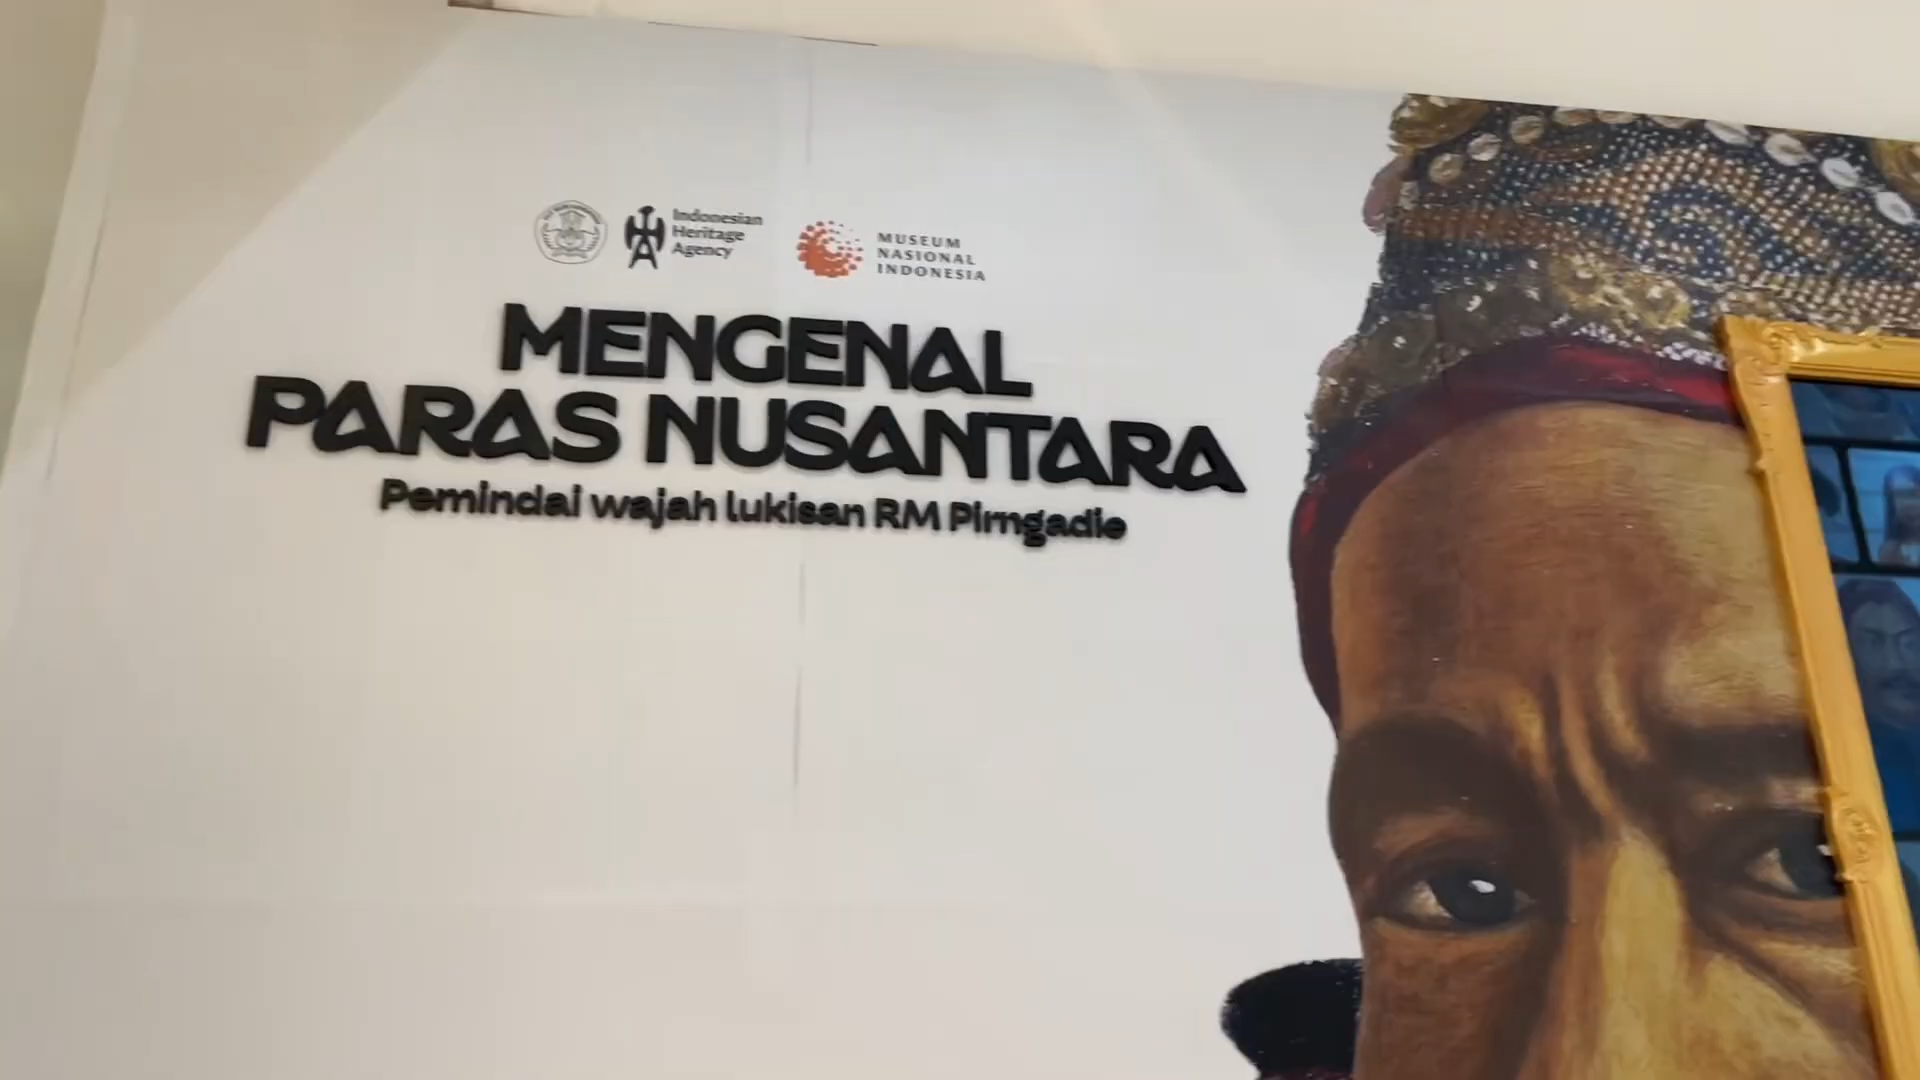 Indonesian
Heritage
Agency
MUSEUM
NASIONAL
INDONESIA
MENGENAL
PARAS NUSANTARA
Pemindai wajah lukisan RM Pirngadie